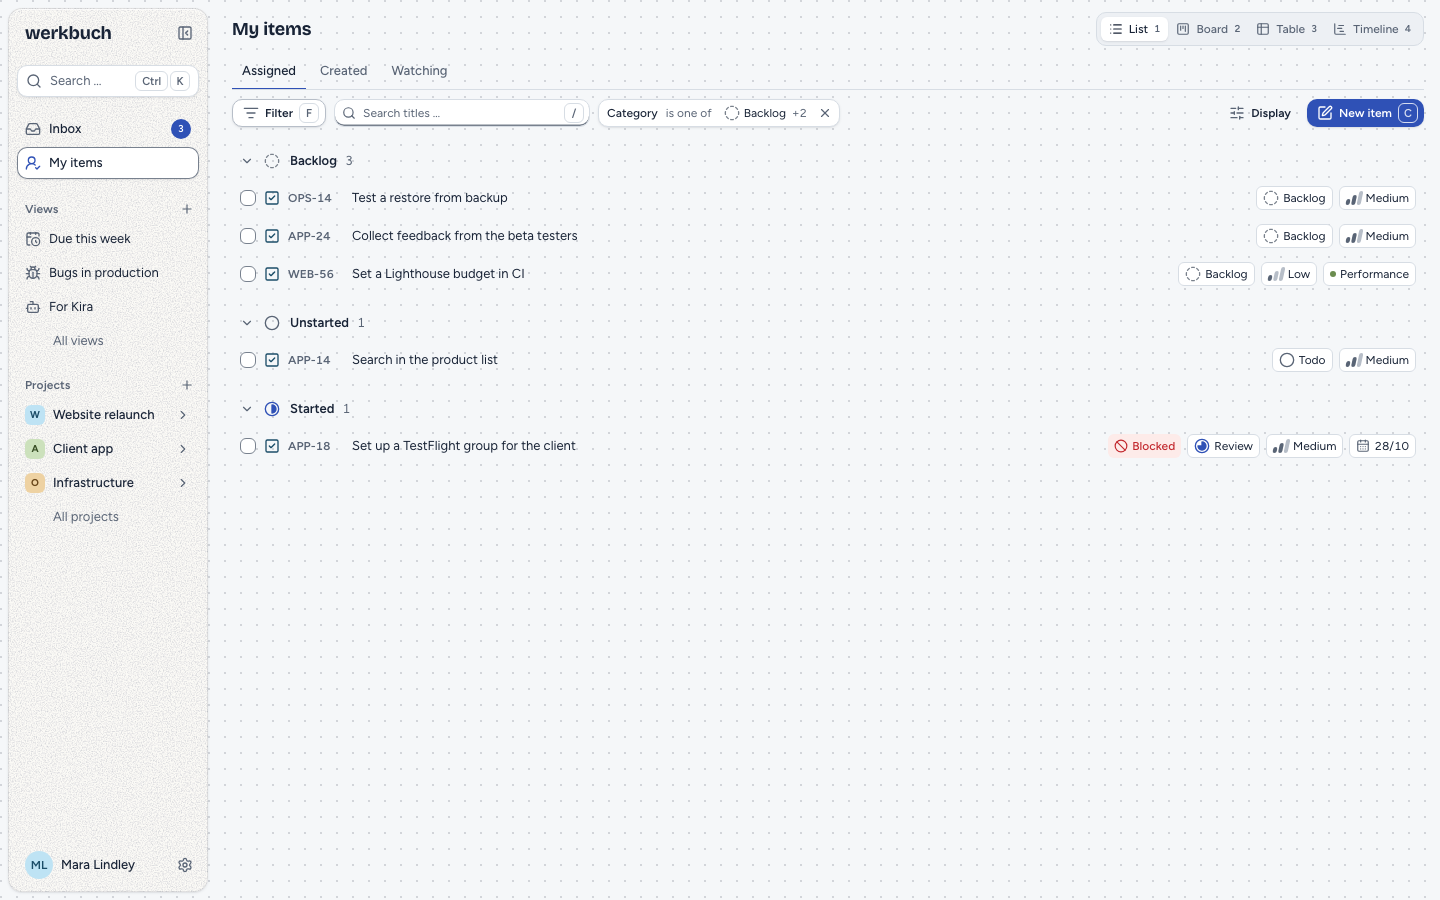 werkbuch
Search ... Ctrl K
Inbox 3
My items
Views
Due this week
Bugs in production
For Kira
All views
Projects
W Website relaunch
A Client app
O Infrastructure
All projects
ML Mara Lindley
My items
List 1 Board 2 Table 3 Timeline 4
Assigned Created Watching
Filter F Search titles ... / Category is one of Backlog +2 Display New item C
Backlog 3
OPS-14 Test a restore from backup Backlog Medium
APP-24 Collect feedback from the beta testers Backlog Medium
WEB-56 Set a Lighthouse budget in CI Backlog Low Performance
Unstarted 1
APP-14 Search in the product list Todo Medium
Started 1
APP-18 Set up a TestFlight group for the client Blocked Review Medium 28/10